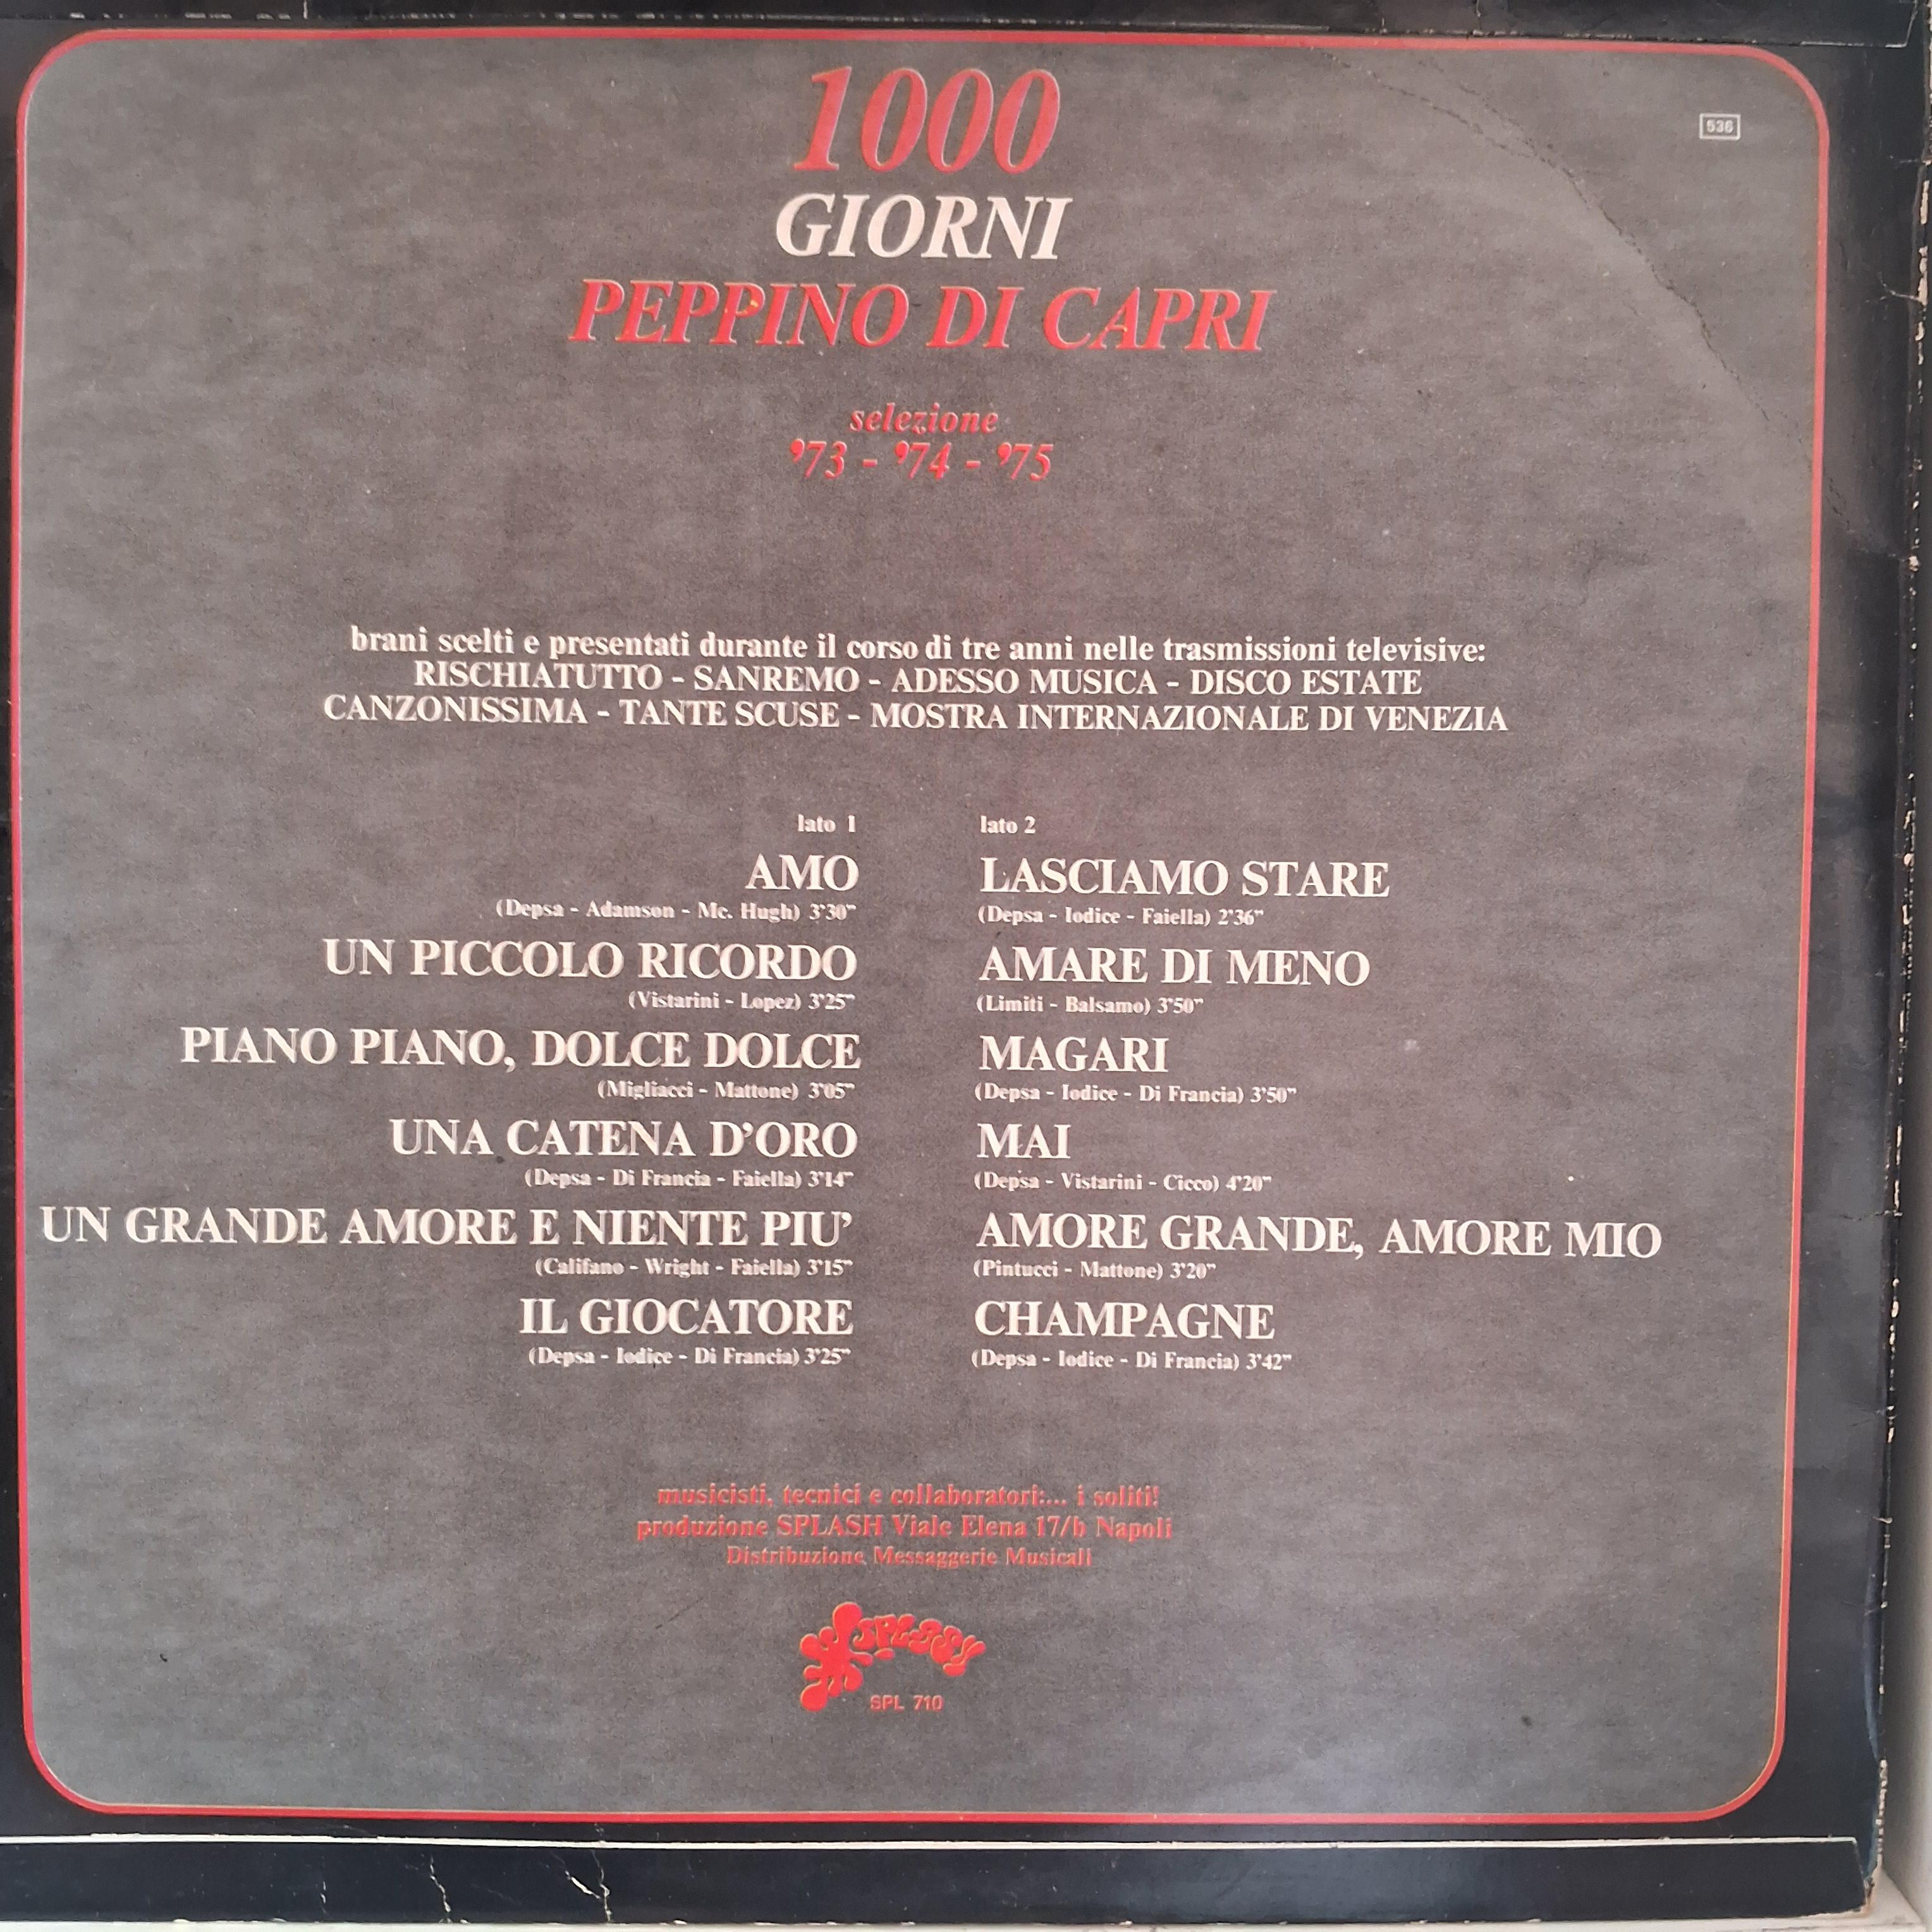 1000
GIORNI
PEPPINO DI CAPRI
536
selezione
'73 - '74 - '75
brani scelti e presentati durante il corso di tre anni nelle trasmissioni televisive:
RISCHIATUTTO - SANREMO - ADESSO MUSICA - DISCO ESTATE
CANZONISSIMA - TANTE SCUSE - MOSTRA INTERNAZIONALE DI VENEZIA
lato 1
AMO
(Depsa - Adamson - Mc. Hugh) 3'30"
UN PICCOLO RICORDO
(Vistarini - Lopez) 3'25"
PIANO PIANO, DOLCE DOLCE
(Migliacci - Mattone) 3'05"
UNA CATENA D'ORO
(Depsa - Di Francia - Faiella) 3'14"
UN GRANDE AMORE E NIENTE PIU'
(Califano - Wright - Faiella) 3'15"
IL GIOCATORE
(Depsa - Iodice - Di Francia) 3'25"
lato 2
LASCIAMO STARE
(Depsa - Iodice - Faiella) 2'36"
AMARE DI MENO
(Limiti - Balsamo) 3'50"
MAGARI
(Depsa - Iodice - Di Francia) 3'50"
MAI
(Depsa - Vistarini - Cicco) 4'20"
AMORE GRANDE, AMORE MIO
(Pintucci - Mattone) 3'20"
CHAMPAGNE
(Depsa - Iodice - Di Francia) 3'42"
musicisti, tecnici e collaboratori:... i soliti!
produzione SPLASH Viale Elena 17/b Napoli
Distribuzione Messaggerie Musicali
SPLASH
SPL 710